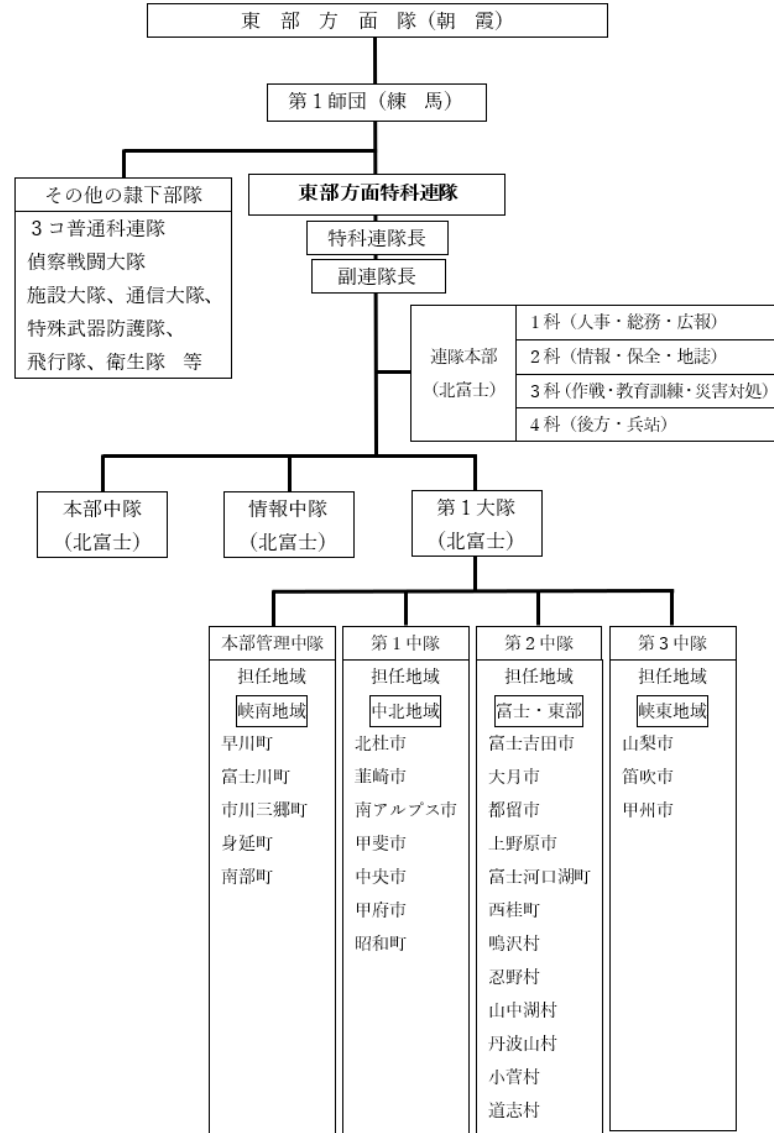 東 部 方 面 隊（朝 霞）
第１師団（練 馬）
その他の隷下部隊
３コ普通科連隊
偵察戦闘大隊
施設大隊、通信大隊、
特殊武器防護隊、
飛行隊、衛生隊 等
東部方面特科連隊
特科連隊長
副連隊長
連隊本部
（北富士）
１科（人事・総務・広報）
２科（情報・保全・地誌）
３科（作戦・教育訓練・災害対処）
４科（後方・兵站）
本部中隊
（北富士）
情報中隊
（北富士）
第１大隊
（北富士）
本部管理中隊
担任地域
峡南地域
早川町
富士川町
市川三郷町
身延町
南部町
第１中隊
担任地域
中北地域
北杜市
韮崎市
南アルプス市
甲斐市
中央市
甲府市
昭和町
第２中隊
担任地域
富士・東部
富士吉田市
大月市
都留市
上野原市
富士河口湖町
西桂町
鳴沢村
忍野村
山中湖村
丹波山村
小菅村
道志村
第３中隊
担任地域
峡東地域
山梨市
笛吹市
甲州市